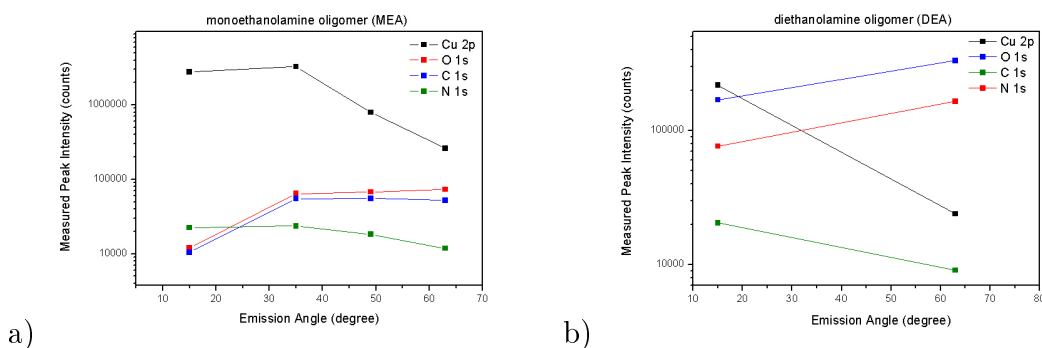 monoethanolamine oligomer (MEA)
Cu 2p
O 1s
C 1s
N 1s
Measured Peak Intensity (counts)
1000000
100000
10000
10 20 30 40 50 60 70
Emission Angle (degree)
a)
diethanolamine oligomer (DEA)
Cu 2p
O 1s
C 1s
N 1s
Measured Peak Intensity (counts)
100000
10000
10 20 30 40 50 60 70 80
Emission Angle (degree)
b)